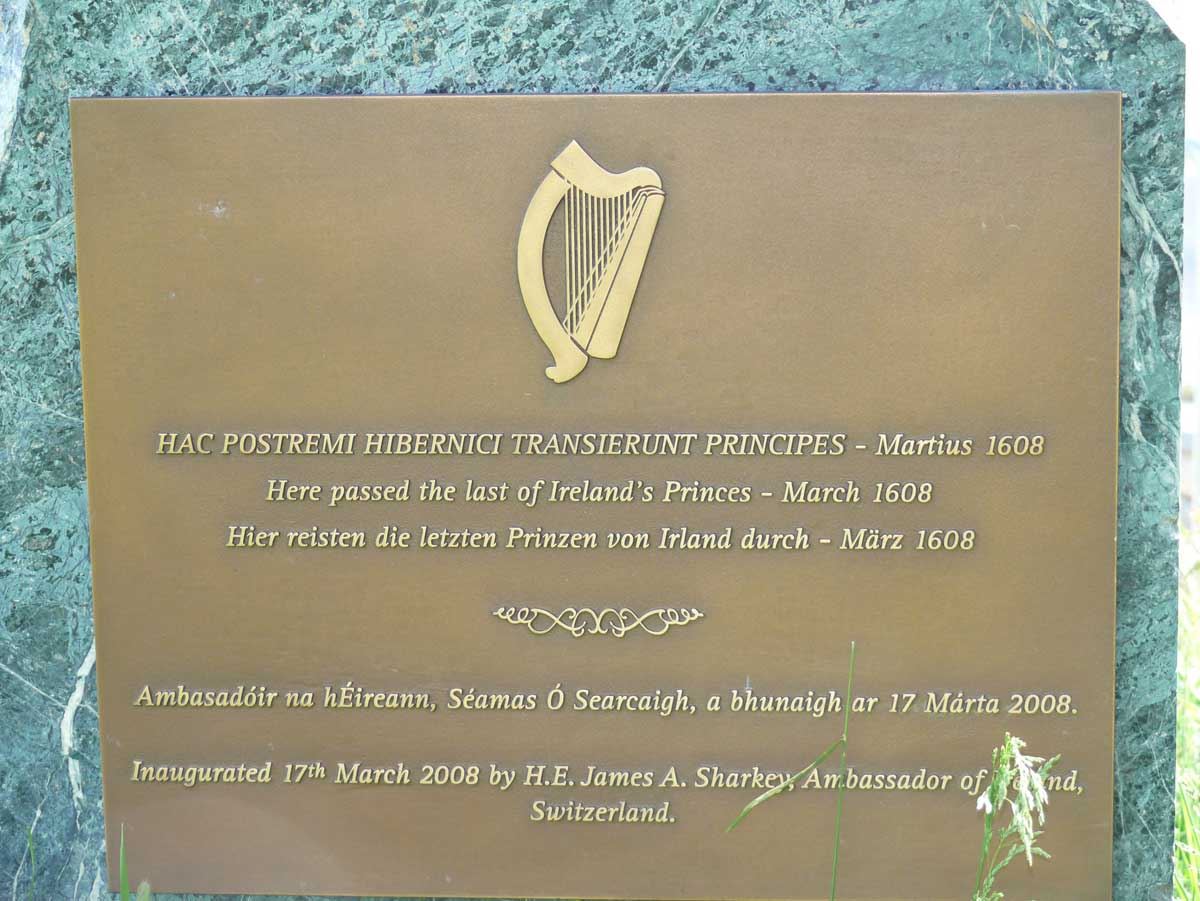 HAC POSTREMI HIBERNICI TRANSIERUNT PRINCIPES - Martius 1608
Here passed the last of Ireland's Princes - March 1608
Hier reisten die letzten Prinzen von Irland durch - März 1608
Ambasadóir na hÉireann, Séamas Ó Searcaigh, a bhunaigh ar 17 Márta 2008.
Inaugurated 17th March 2008 by H.E. James A. Sharkey, Ambassador of Ireland,
Switzerland.